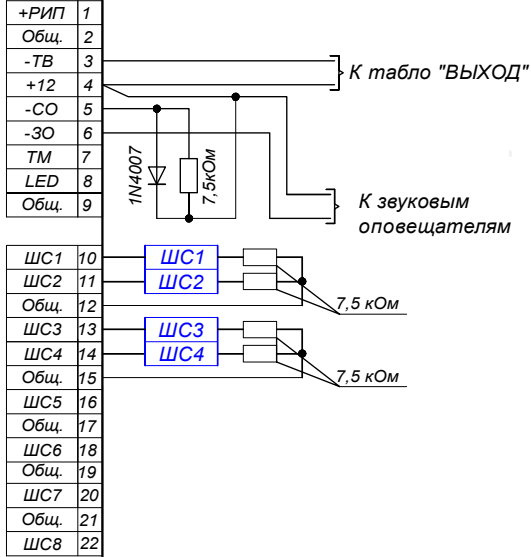 +РИП 1
Общ. 2
-ТВ 3
+12 4
-СО 5
-ЗО 6
ТМ 7
LED 8
Общ. 9
К табло "ВЫХОД"
1N4007
7,5кОм
К звуковым
оповещателям
ШС1 10
ШС2 11
Общ. 12
ШС3 13
ШС4 14
Общ. 15
ШС5 16
Общ. 17
ШС6 18
Общ. 19
ШС7 20
Общ. 21
ШС8 22
ШС1
ШС2
7,5 кОм
ШС3
ШС4
7,5 кОм